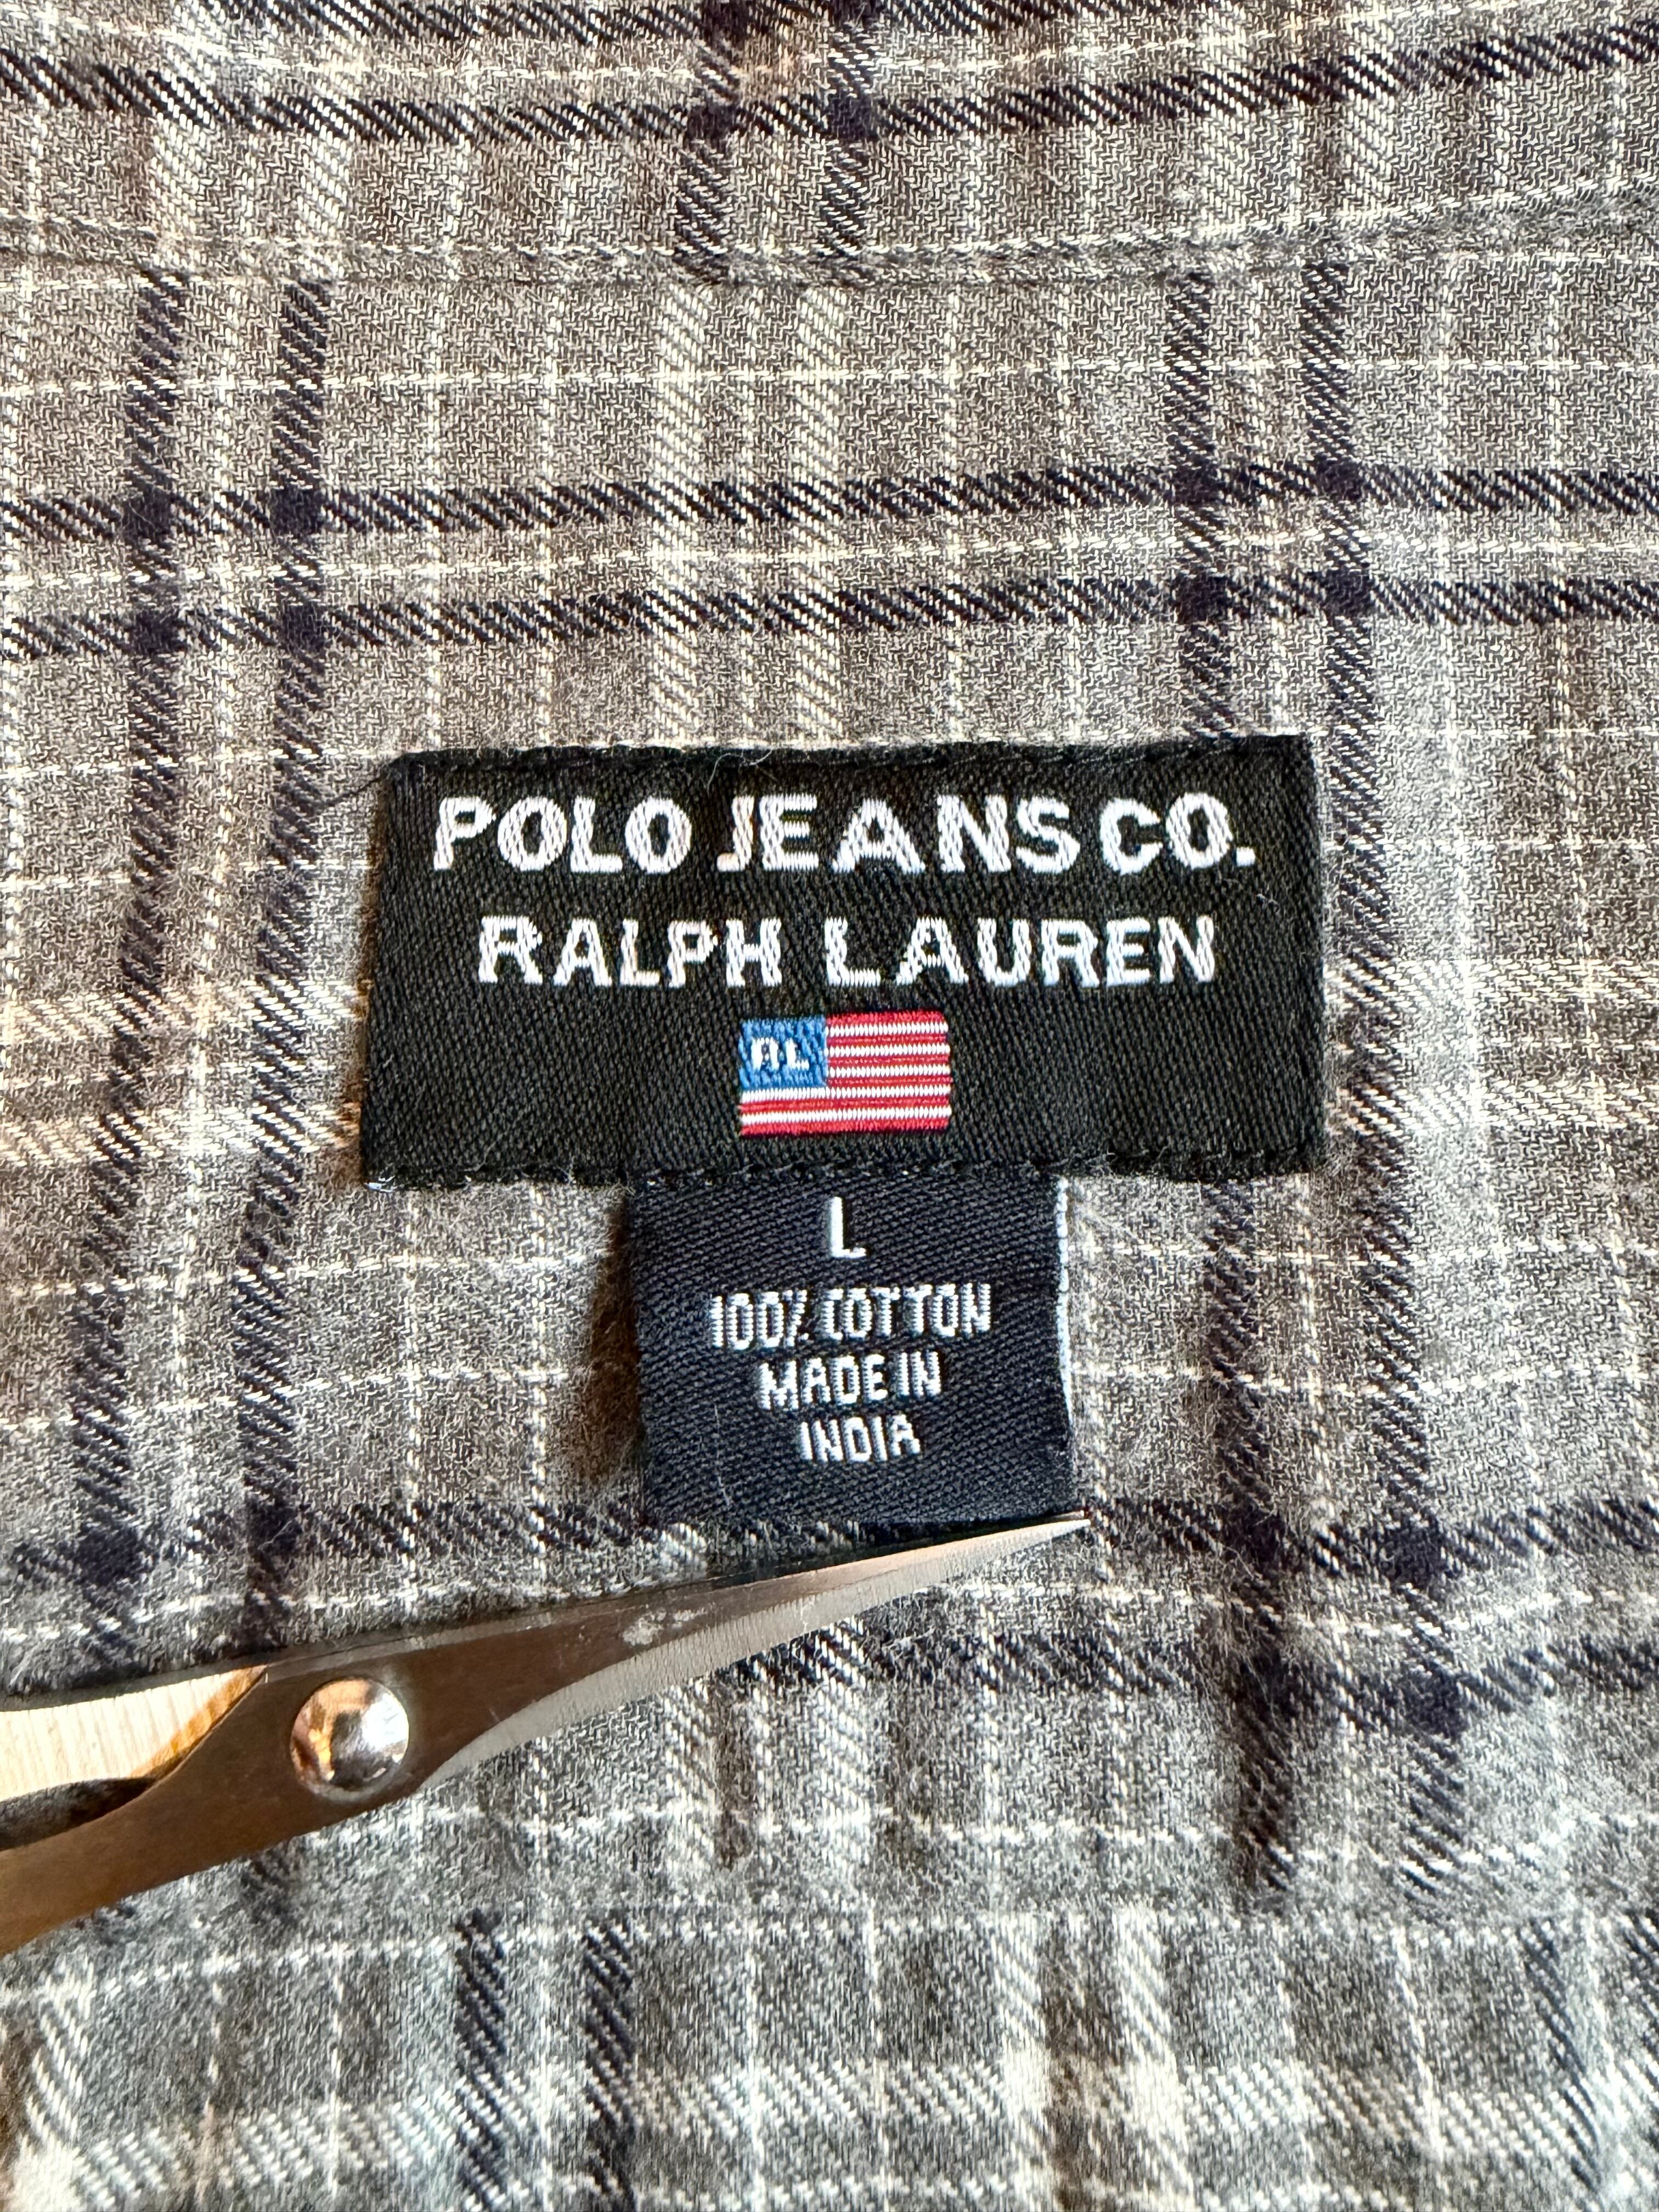 POLO JEANS CO.
RALPH LAUREN
RL
L
100% COTTON
MADE IN
INDIA